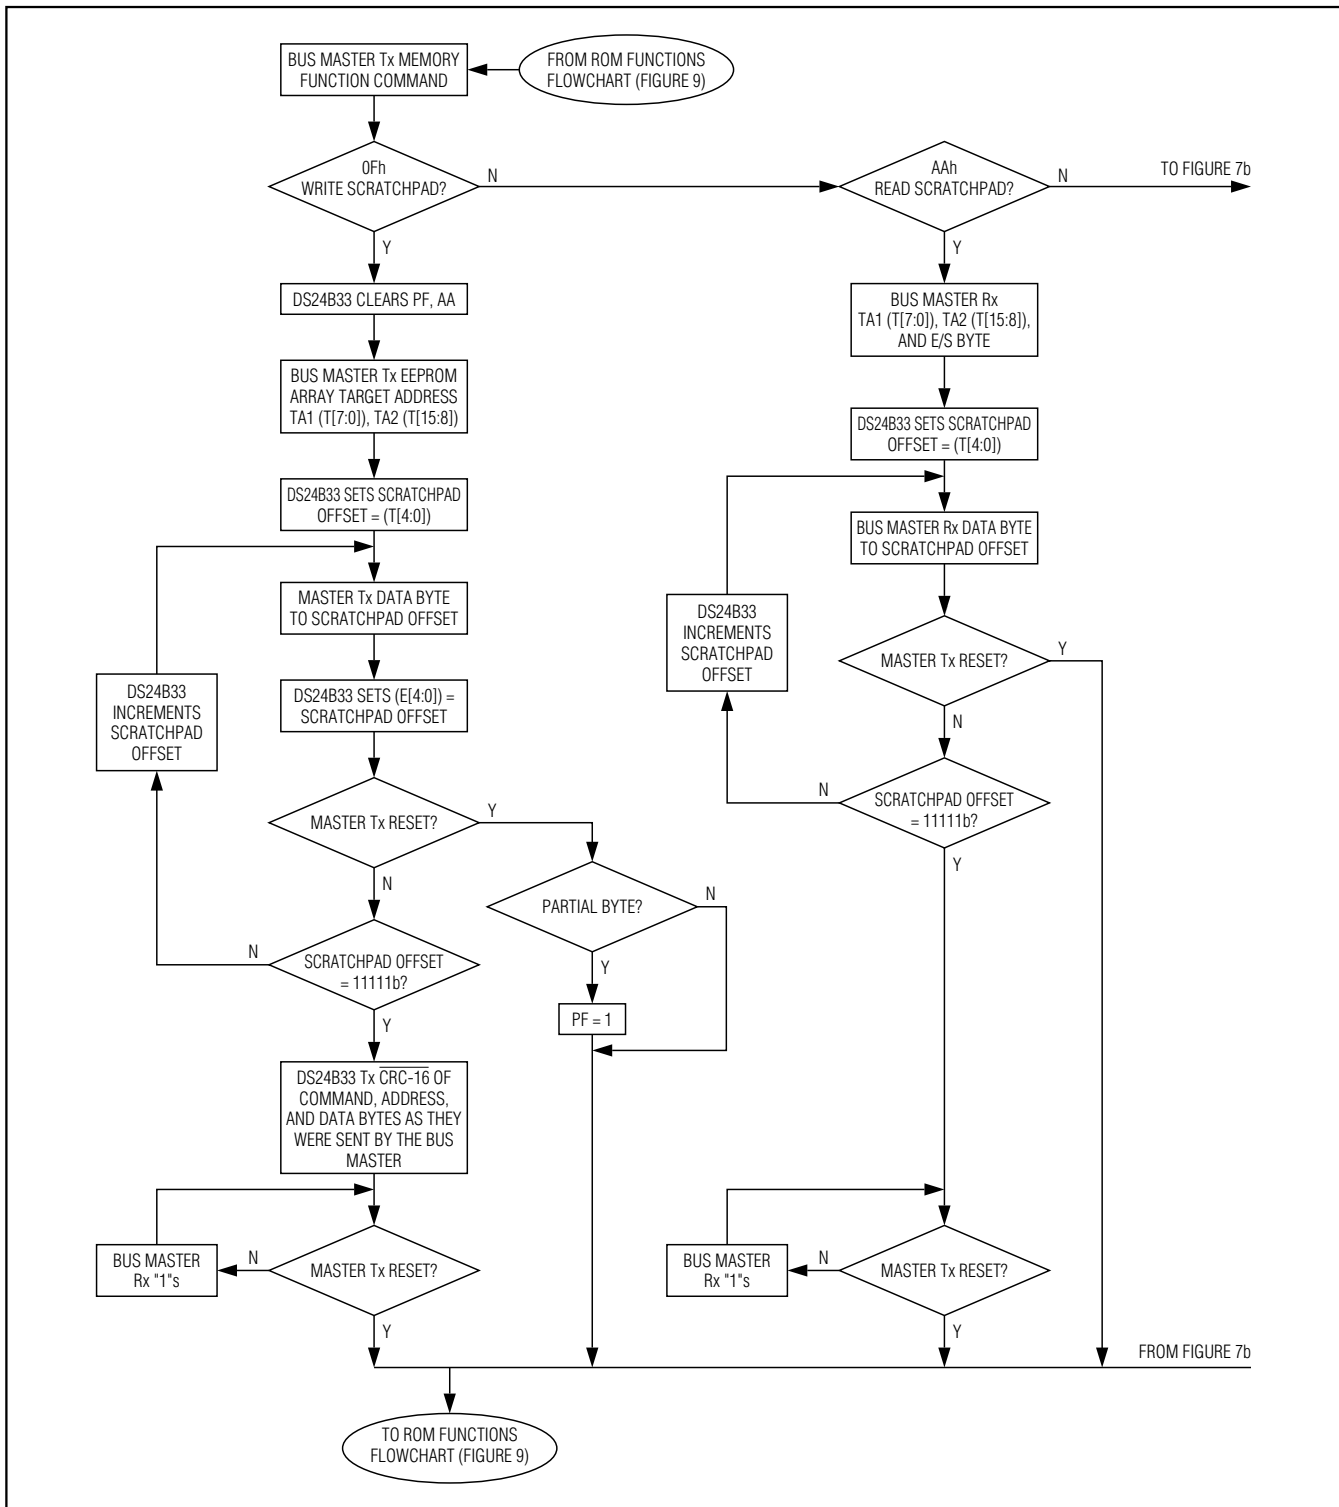 BUS MASTER Tx MEMORY
FUNCTION COMMAND
FROM ROM FUNCTIONS
FLOWCHART (FIGURE 9)
0Fh
WRITE SCRATCHPAD?
N
Y
AAh
READ SCRATCHPAD?
N
TO FIGURE 7b
Y
DS24B33 CLEARS PF, AA
BUS MASTER Tx EEPROM
ARRAY TARGET ADDRESS
TA1 (T[7:0]), TA2 (T[15:8])
DS24B33 SETS SCRATCHPAD
OFFSET = (T[4:0])
MASTER Tx DATA BYTE
TO SCRATCHPAD OFFSET
DS24B33 SETS (E[4:0]) =
SCRATCHPAD OFFSET
DS24B33
INCREMENTS
SCRATCHPAD
OFFSET
MASTER Tx RESET?
Y
N
PARTIAL BYTE?
N
Y
PF = 1
SCRATCHPAD OFFSET
= 11111b?
N
Y
DS24B33 Tx CRC-16 OF
COMMAND, ADDRESS,
AND DATA BYTES AS THEY
WERE SENT BY THE BUS
MASTER
BUS MASTER
Rx "1"s
N
MASTER Tx RESET?
Y
BUS MASTER Rx
TA1 (T[7:0]), TA2 (T[15:8]),
AND E/S BYTE
DS24B33 SETS SCRATCHPAD
OFFSET = (T[4:0])
BUS MASTER Rx DATA BYTE
TO SCRATCHPAD OFFSET
DS24B33
INCREMENTS
SCRATCHPAD
OFFSET
MASTER Tx RESET?
Y
N
SCRATCHPAD OFFSET
= 11111b?
N
Y
BUS MASTER
Rx "1"s
N
MASTER Tx RESET?
Y
FROM FIGURE 7b
TO ROM FUNCTIONS
FLOWCHART (FIGURE 9)